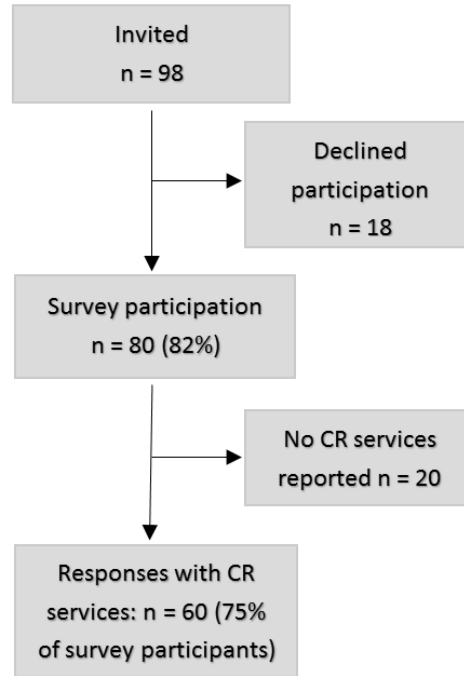 Invited
n = 98
Declined
participation
n = 18
Survey participation
n = 80 (82%)
No CR services
reported n = 20
Responses with CR
services: n = 60 (75%
of survey participants)